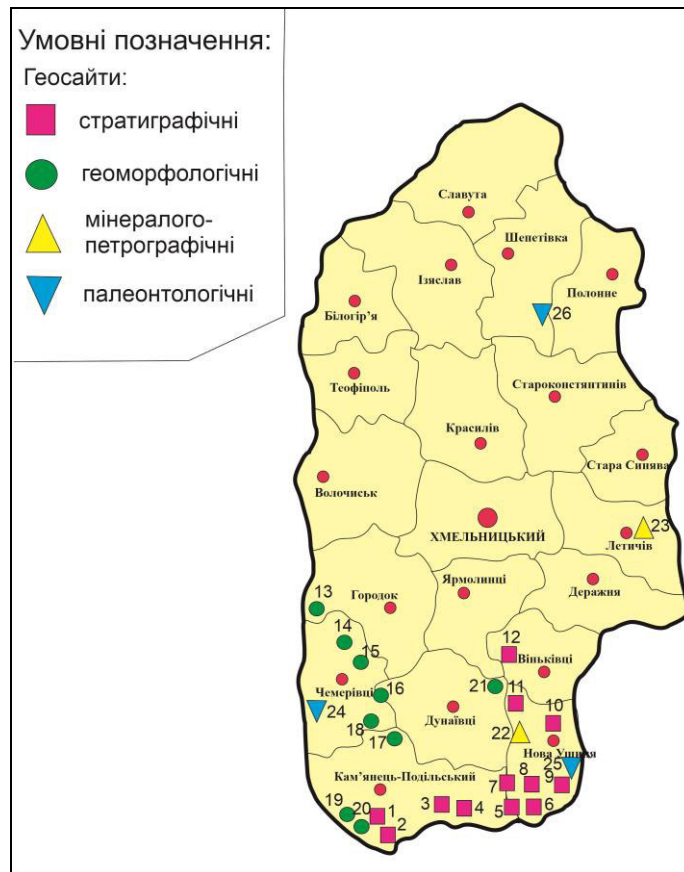 Умовні позначення:
Геосайти:
стратиграфічні
геоморфологічні
мінералого-
петрографічні
палеонтологічні
Славута
Шепетівка
Ізяслав
Полонне
Білогір'я
26
Теофіполь
Староконстянтинів
Красилів
Стара Синява
Волочиськ
ХМЕЛЬНИЦЬКИЙ
23
Летичів
Ярмолинці
Деражня
13
Городок
14
12
15
Віньківці
Чемерівці
16
21
11
24
10
18
Дунаївці
22
17
Нова Ушиця
25
Кам'янець-Подільський
7
8
9
19
20
1
3
4
5
6
2